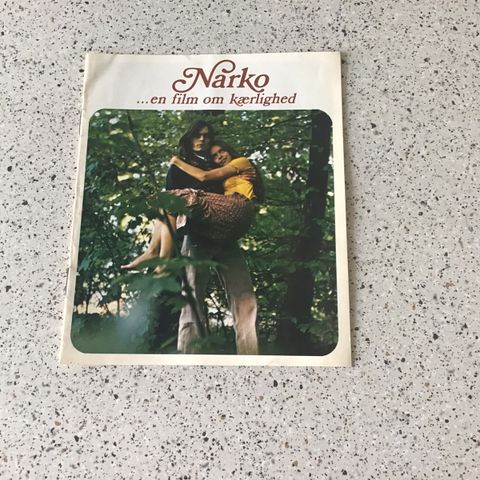 Narko
...en film om kærlighed